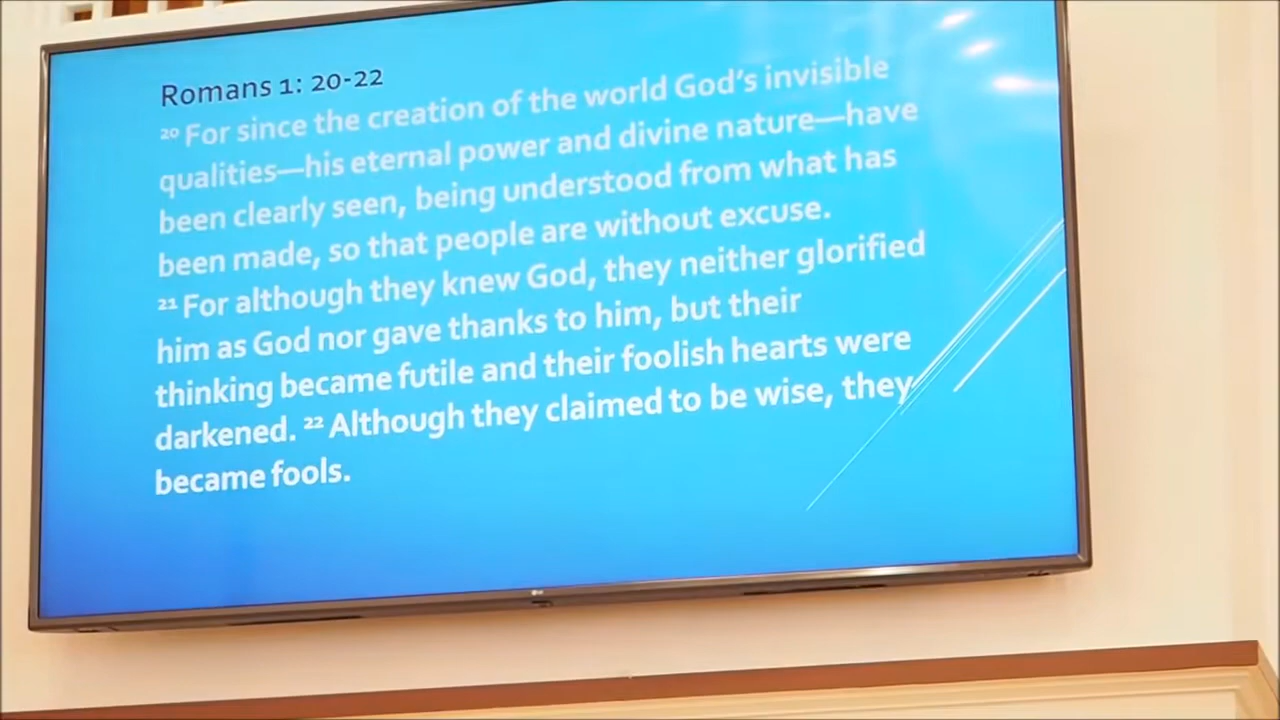 Romans 1: 20-22
20 For since the creation of the world God's invisible
qualities—his eternal power and divine nature—have
been clearly seen, being understood from what has
been made, so that people are without excuse.
21 For although they knew God, they neither glorified
him as God nor gave thanks to him, but their
thinking became futile and their foolish hearts were
darkened. 22 Although they claimed to be wise, they
became fools.
LG